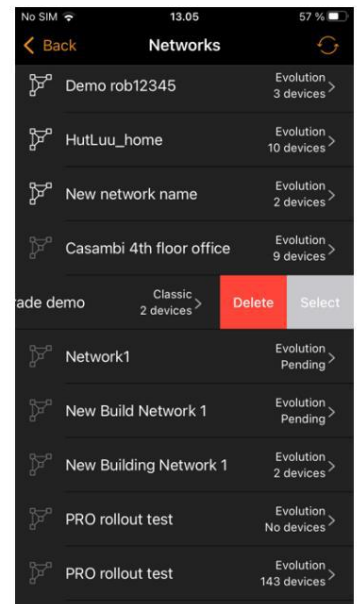 No SIM 13.05 57 %
Back Networks
Demo rob12345 Evolution
3 devices
HutLuu_home Evolution
10 devices
New network name Evolution
2 devices
Casambi 4th floor office Evolution
9 devices
rade demo Classic
2 devices Delete Select
Network1 Evolution
Pending
New Build Network 1 Evolution
Pending
New Building Network 1 Evolution
2 devices
PRO rollout test Evolution
No devices
PRO rollout test Evolution
143 devices